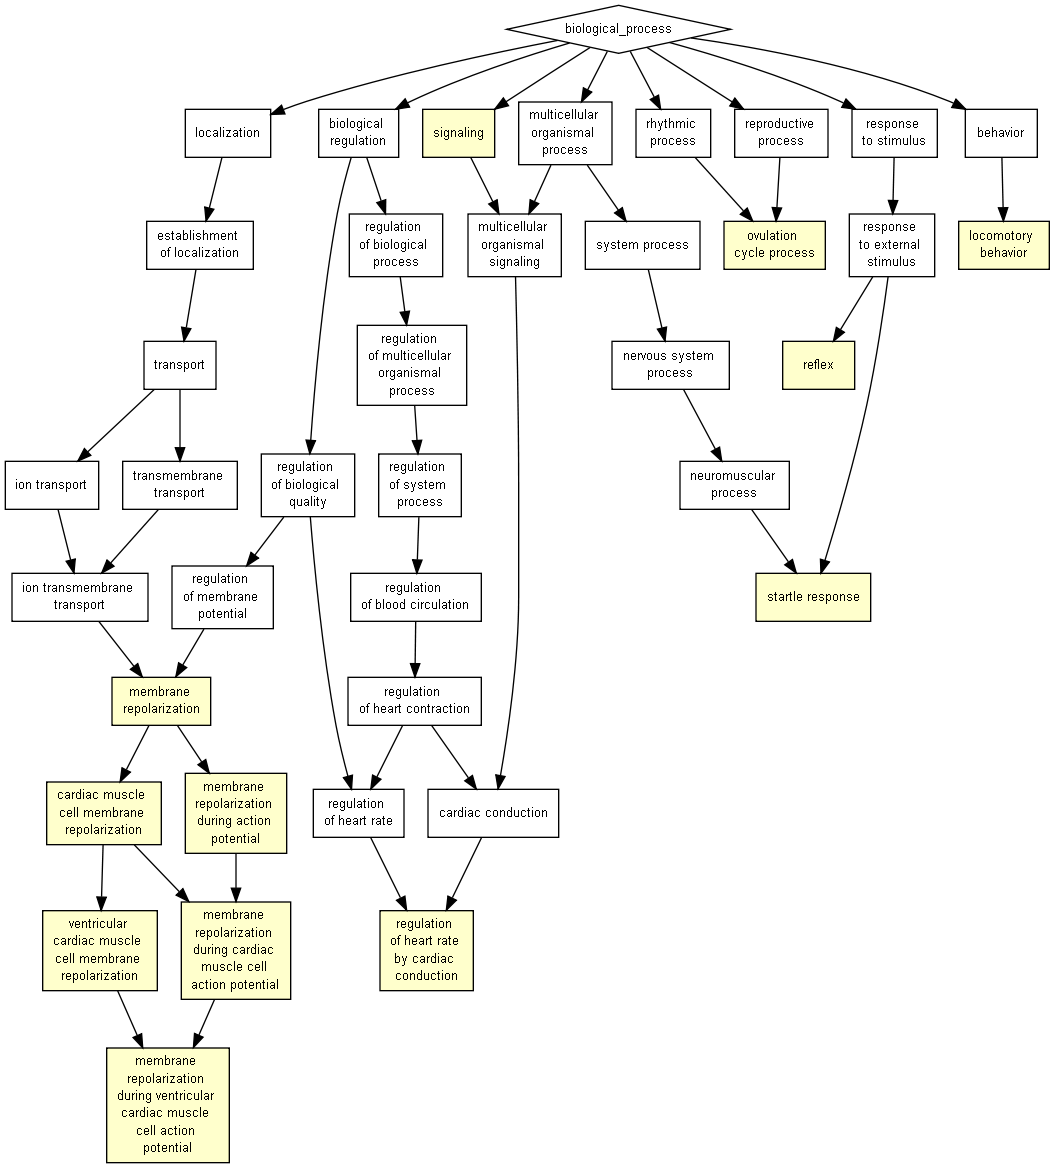 biological_process
localization
biological
regulation
signaling
multicellular
organismal
process
rhythmic
process
reproductive
process
response
to stimulus
behavior
establishment
of localization
regulation
of biological
process
multicellular
organismal
signaling
system process
ovulation
cycle process
response
to external
stimulus
locomotory
behavior
transport
regulation
of multicellular
organismal
process
nervous system
process
reflex
ion transport
transmembrane
transport
regulation
of biological
quality
regulation
of system
process
neuromuscular
process
ion transmembrane
transport
regulation
of membrane
potential
regulation
of blood circulation
startle response
membrane
repolarization
regulation
of heart contraction
cardiac muscle
cell membrane
repolarization
membrane
repolarization
during action
potential
regulation
of heart rate
cardiac conduction
ventricular
cardiac muscle
cell membrane
repolarization
membrane
repolarization
during cardiac
muscle cell
action potential
regulation
of heart rate
by cardiac
conduction
membrane
repolarization
during ventricular
cardiac muscle
cell action
potential